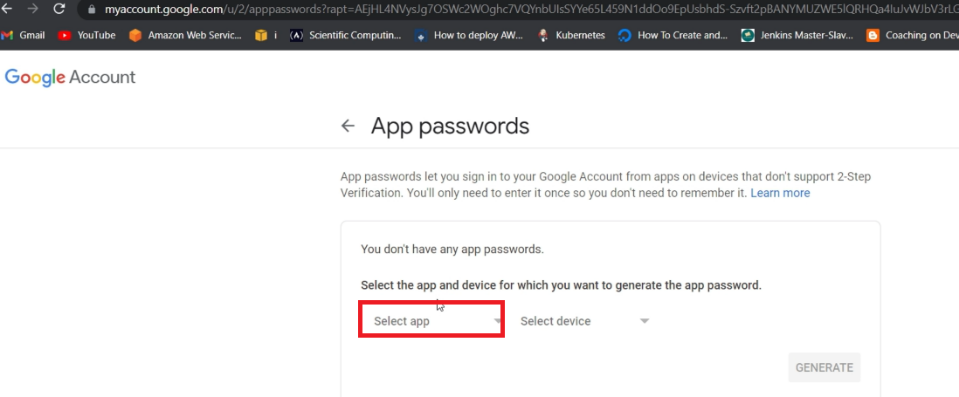 myaccount.google.com/u/2/apppasswords?rapt=AEjHL4NVysJg7OSWc2WOghc7VQYnbUIsSYYe65L459N1ddOo9EpUsbhdS-Szvft2pBANYMUZWE5lQRHQa4IuJvWJbV3rLG
Gmail YouTube Amazon Web Servic... i Scientific Computin... How to deploy AW... Kubernetes How To Create and... Jenkins Master-Slav... Coaching on Dev
Google Account
App passwords
App passwords let you sign in to your Google Account from apps on devices that don't support 2-Step
Verification. You'll only need to enter it once so you don't need to remember it. Learn more
You don't have any app passwords.
Select the app and device for which you want to generate the app password.
Select app Select device
GENERATE